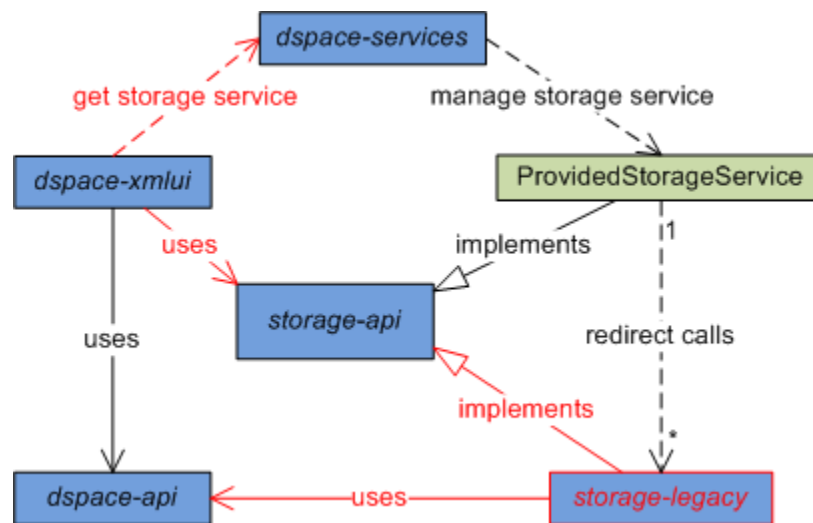 dspace-services
get storage service
manage storage service
dspace-xmlui
ProvidedStorageService
uses
implements
1
storage-api
uses
redirect calls
implements
*
dspace-api
uses
storage-legacy